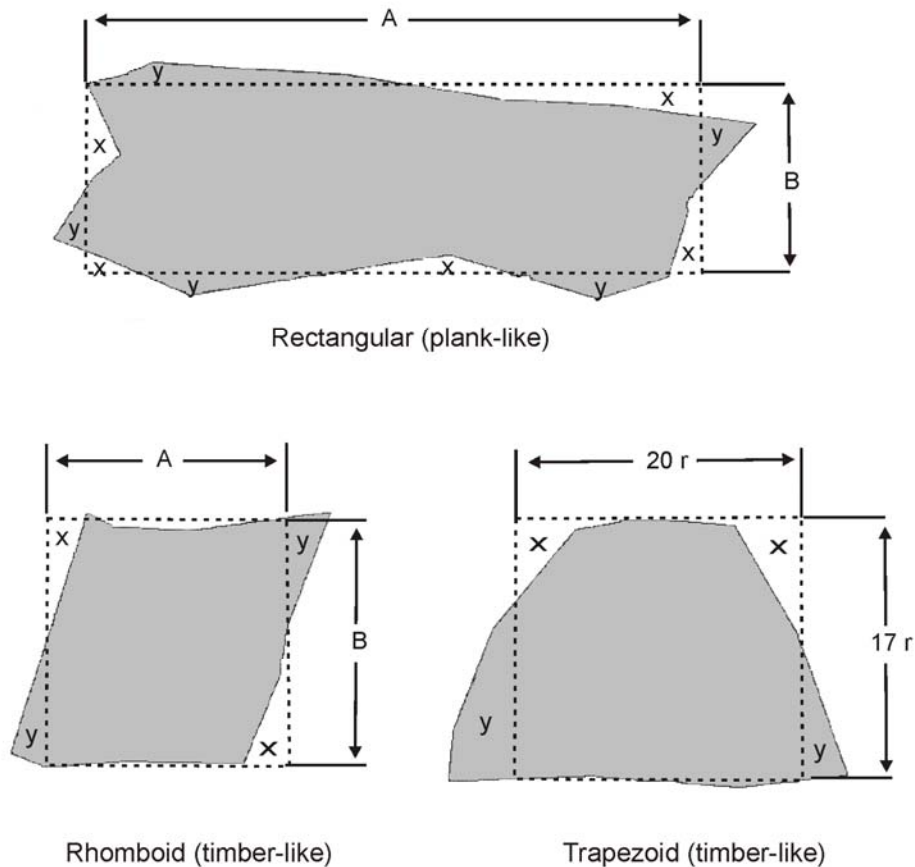 A
y
x
x
y
B
y
x
x
x
y
y
Rectangular (plank-like)
A
20 r
x
y
x
x
B
17 r
y
x
y
y
Rhomboid (timber-like)
Trapezoid (timber-like)